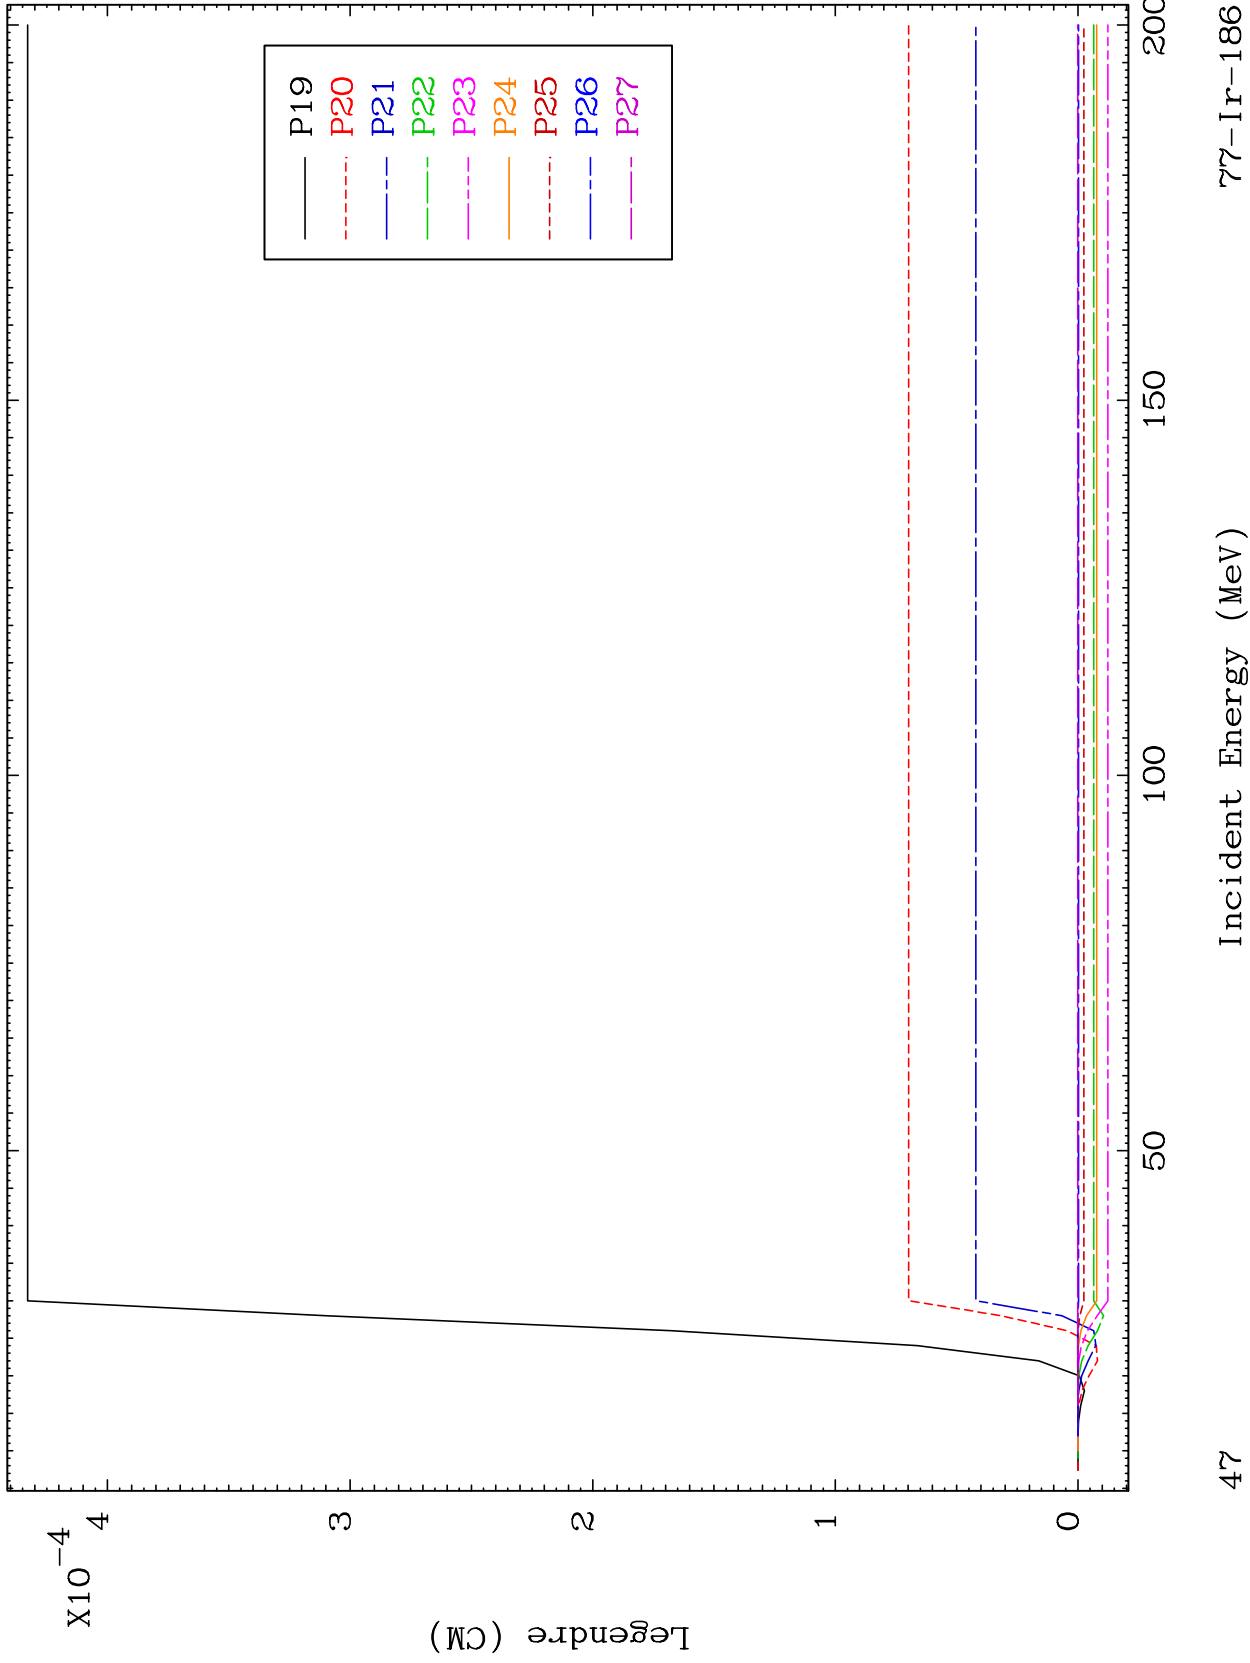 X10-4
4
3
2
1
0
Legendre (CM)
P19
P20
P21
P22
P23
P24
P25
P26
P27
50
100
150
200
47
Incident Energy (MeV)
77-Ir-186